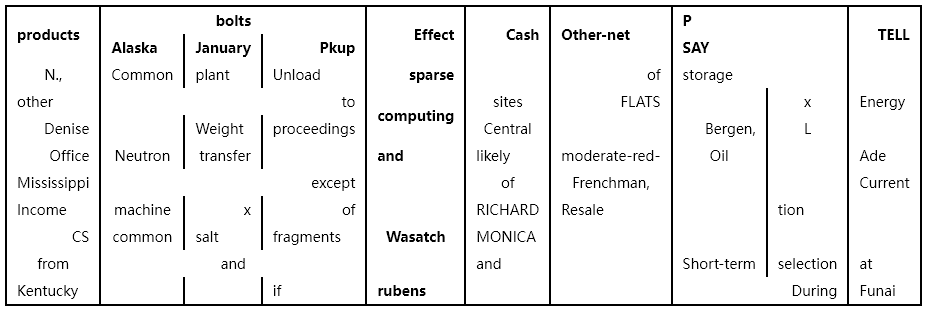 products bolts Effect Cash Other-net P SAY TELL
Alaska January Pkup
N., Common plant Unload sparse of storage
other to computing sites FLATS x Energy
Denise Weight proceedings Central Bergen, L
Office Neutron transfer and likely moderate-red- Oil Ade
Mississippi except of Frenchman, Current
Income machine x of RICHARD Resale tion
CS common salt fragments Wasatch MONICA
from and and Short-term selection at
Kentucky if rubens During Funai